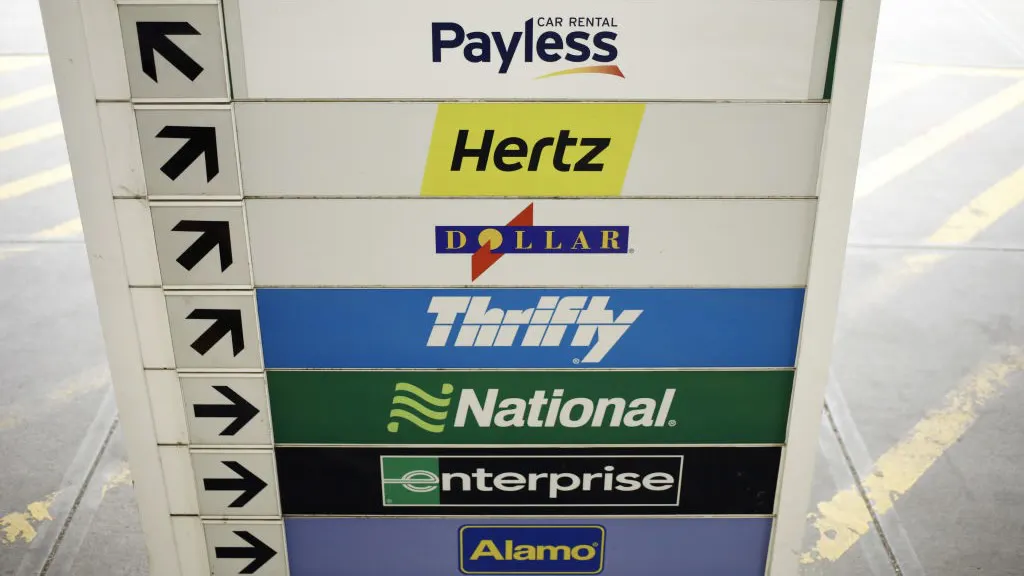 CAR RENTAL
Payless
Hertz
DOLLAR
Thrifty
National
enterprise
Alamo